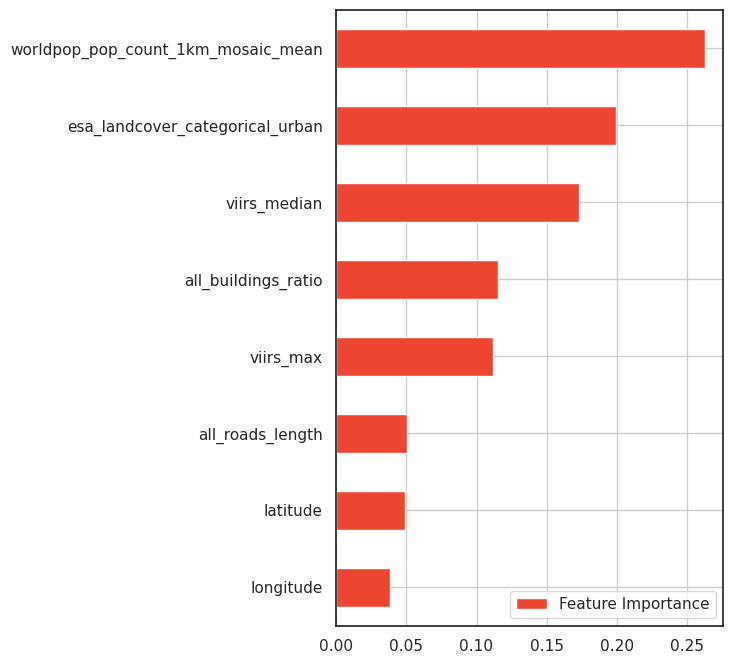 worldpop_pop_count_1km_mosaic_mean
esa_landcover_categorical_urban
viirs_median
all_buildings_ratio
viirs_max
all_roads_length
latitude
longitude
Feature Importance
0.00 0.05 0.10 0.15 0.20 0.25